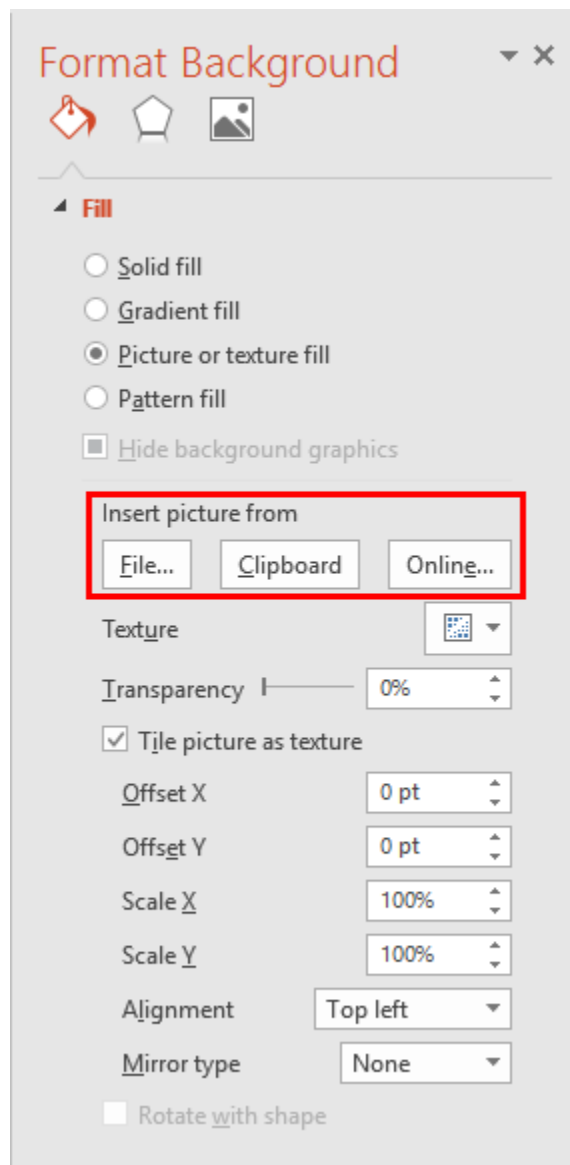 Format Background
Fill
Solid fill
Gradient fill
Picture or texture fill
Pattern fill
Hide background graphics
Insert picture from
File... Clipboard Online...
Texture
Transparency 0%
Tile picture as texture
Offset X 0 pt
Offset Y 0 pt
Scale X 100%
Scale Y 100%
Alignment Top left
Mirror type None
Rotate with shape